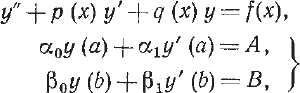 y″ + p (x) y′ + q (x) y = f(x),
α₀y (a) + α₁y′ (a) = A,
β₀y (b) + β₁y′ (b) = B, }